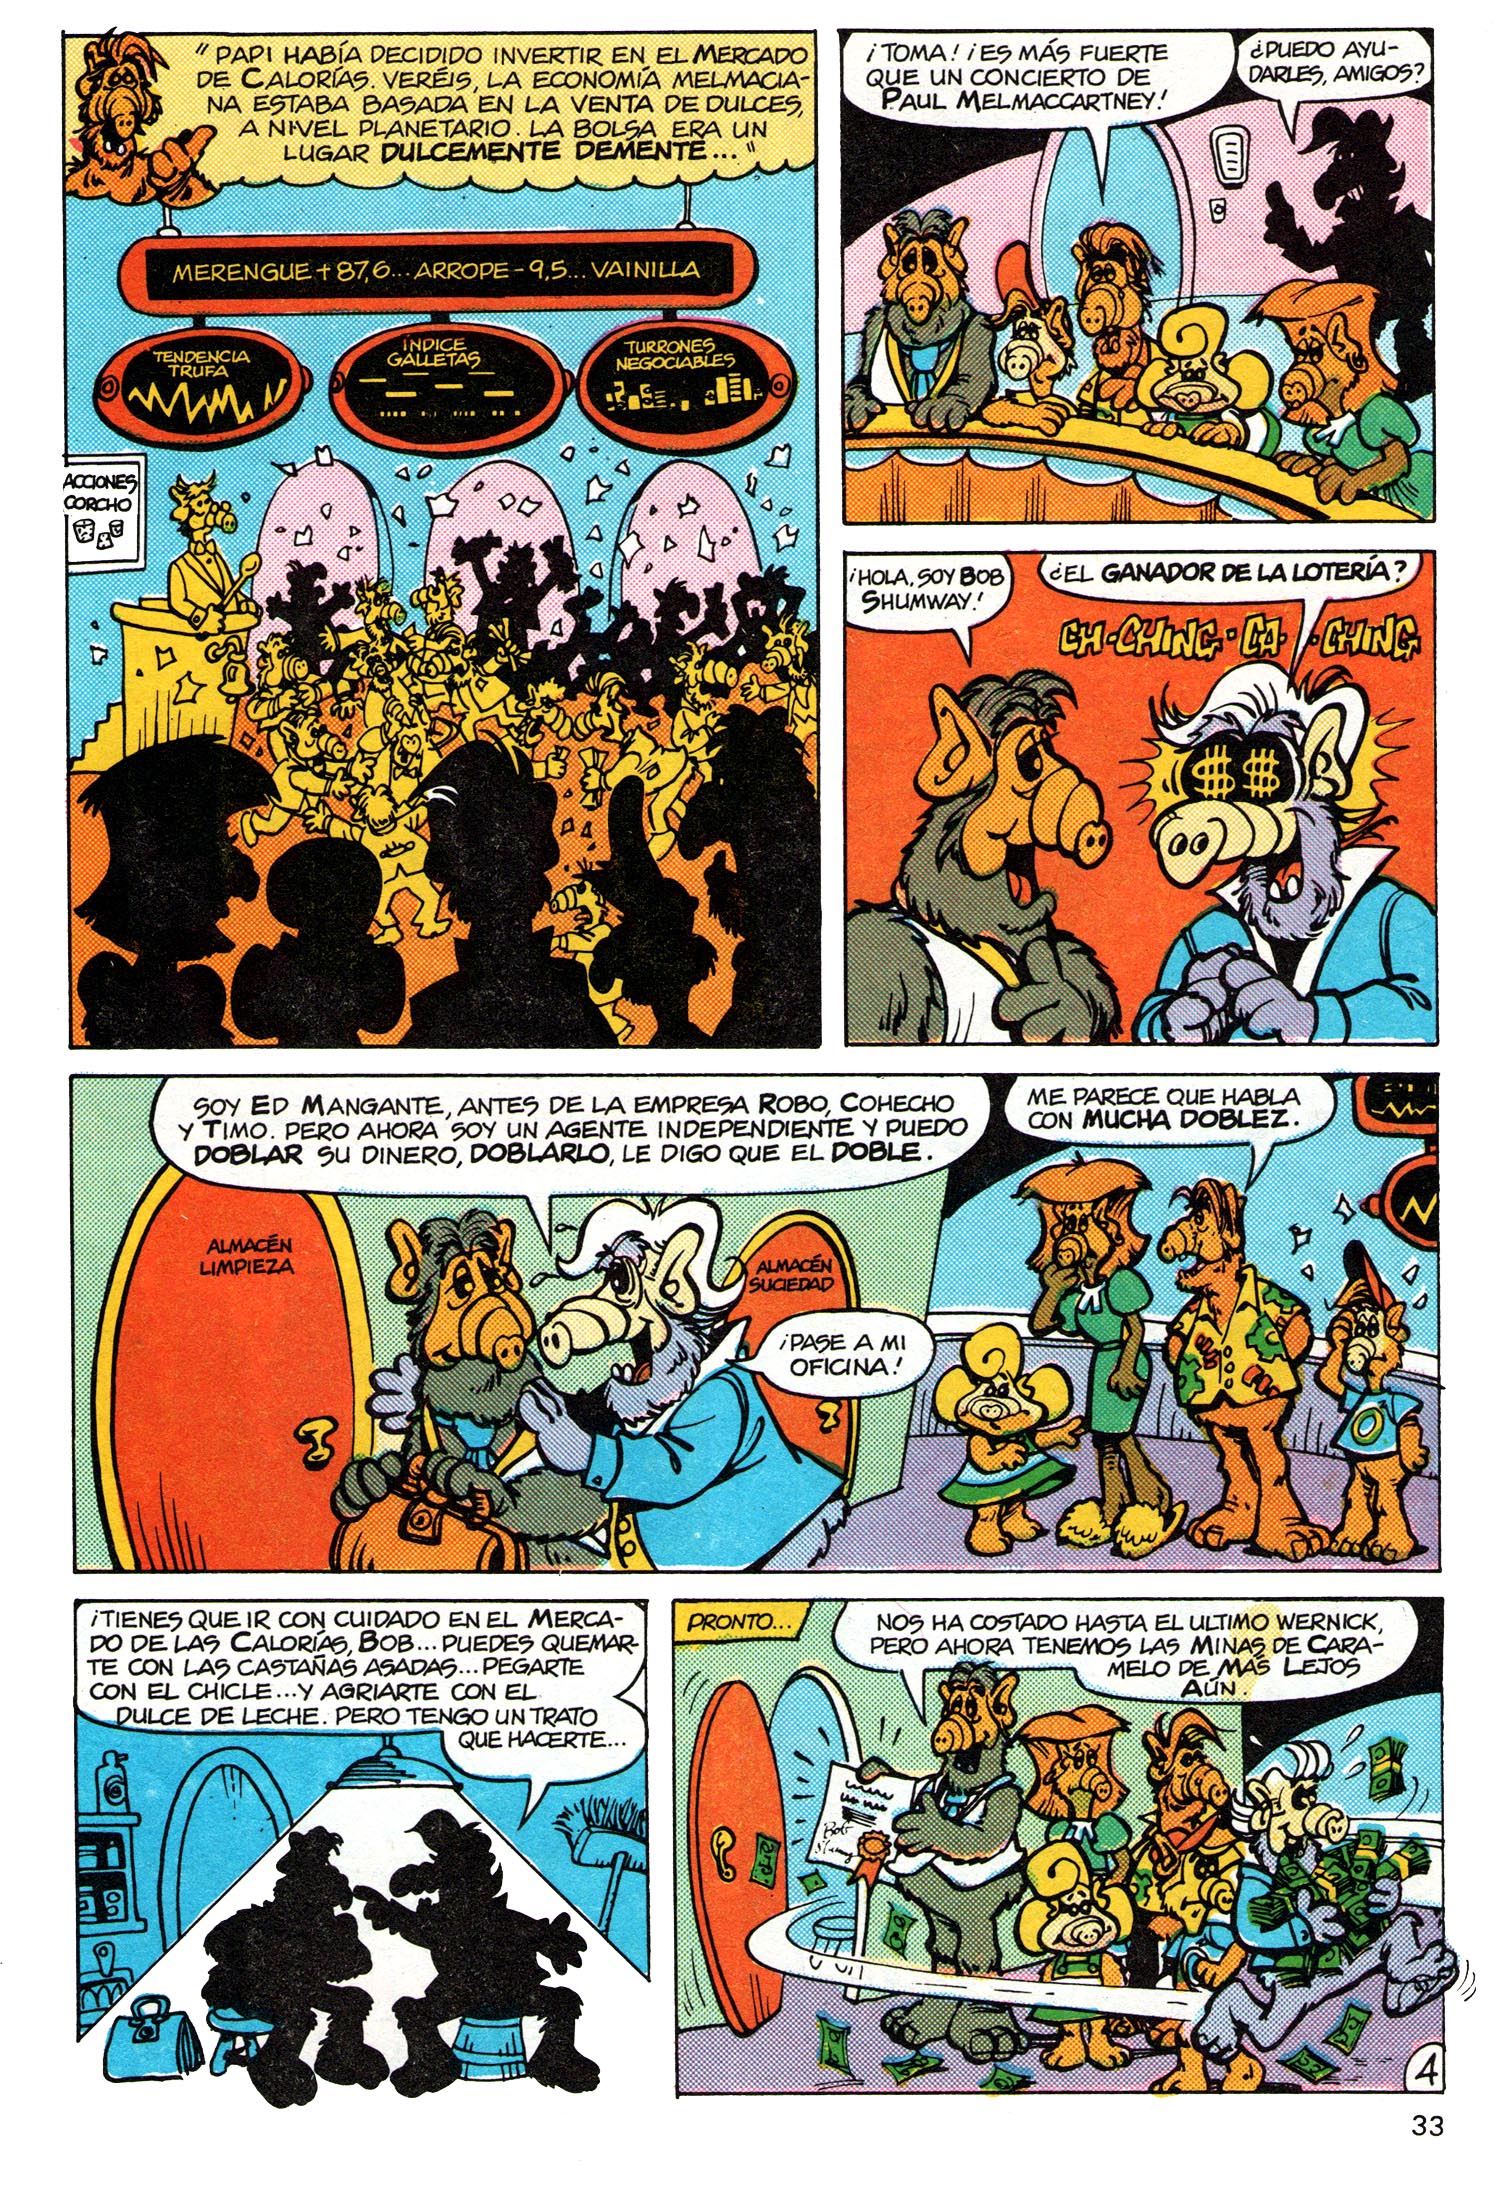 "PAPI HABÍA DECIDIDO INVERTIR EN EL MERCADO
DE CALORÍAS. VERÉIS, LA ECONOMÍA MELMACIA-
NA ESTABA BASADA EN LA VENTA DE DULCES,
A NIVEL PLANETARIO. LA BOLSA ERA UN
LUGAR DULCEMENTE DEMENTE..."
MERENGUE + 87,6... ARROPE - 9,5... VAINILLA
TENDENCIA
TRUFA
ÍNDICE
GALLETAS
TURRONES
NEGOCIABLES
ACCIONES
CORCHO
¡TOMA! ¡ES MÁS FUERTE
QUE UN CONCIERTO DE
PAUL MELMACCARTNEY!
¿PUEDO AYU-
DARLES, AMIGOS?
¡HOLA, SOY BOB
SHUMWAY!
¿EL GANADOR DE LA LOTERÍA?
CH-CHING-CA-CHING
$ $
SOY ED MANGANTE, ANTES DE LA EMPRESA ROBO, COHECHO
Y TIMO. PERO AHORA SOY UN AGENTE INDEPENDIENTE Y PUEDO
DOBLAR SU DINERO, DOBLARLO, LE DIGO QUE EL DOBLE.
ME PARECE QUE HABLA
CON MUCHA DOBLEZ.
ALMACÉN
LIMPIEZA
ALMACÉN
SUCIEDAD
¡PASE A MI
OFICINA!
¡TIENES QUE IR CON CUIDADO EN EL MERCA-
DO DE LAS CALORÍAS, BOB... PUEDES QUEMAR-
TE CON LAS CASTAÑAS ASADAS... PEGARTE
CON EL CHICLE... Y AGRIARTE CON EL
DULCE DE LECHE. PERO TENGO UN TRATO
QUE HACERTE...
PRONTO...
NOS HA COSTADO HASTA EL ULTIMO WERNICK,
PERO AHORA TENEMOS LAS MINAS DE CARA-
MELO DE MÁS LEJOS
AÚN.
Bob
4
33